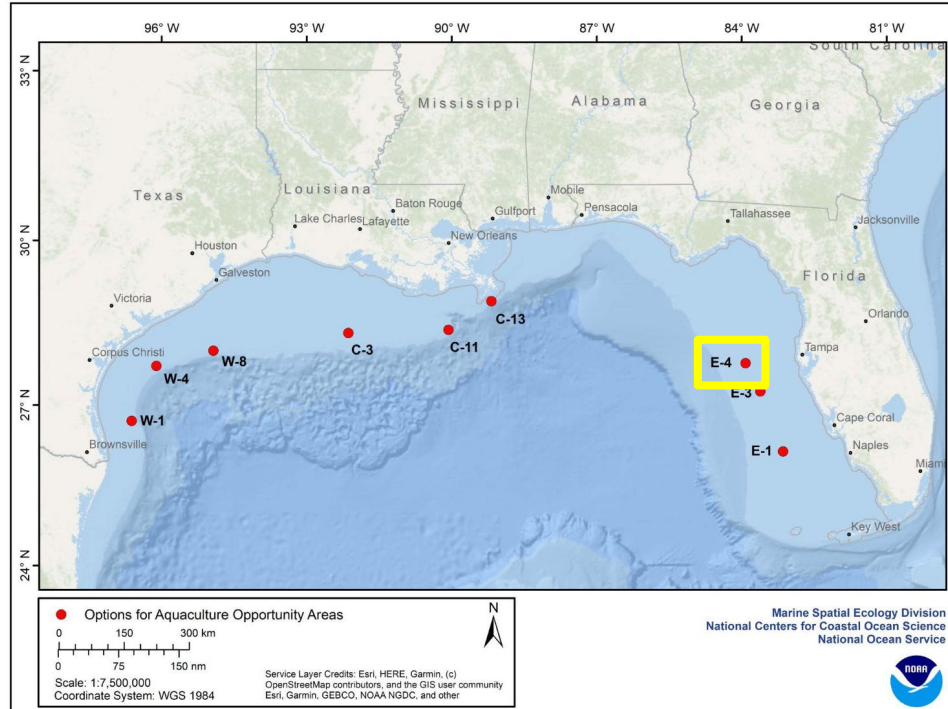 96° W 93° W 90° W 87° W 84° W 81° W
33° N
30° N
27° N
24° N
South Carolina
Mississippi
Alabama
Georgia
Texas
Louisiana
Florida
Mobile
Baton Rouge
Lake Charles
Lafayette
Gulfport
Pensacola
Tallahassee
Jacksonville
New Orleans
Houston
Galveston
Victoria
Orlando
Corpus Christi
Tampa
Cape Coral
Naples
Brownsville
Miami
Key West
C-13
C-3
C-11
W-8
W-4
W-1
E-4
E-3
E-1
Options for Aquaculture Opportunity Areas
N
0 150 300 km
0 75 150 nm
Scale: 1:7,500,000
Coordinate System: WGS 1984
Service Layer Credits: Esri, HERE, Garmin, (c)
OpenStreetMap contributors, and the GIS user community
Esri, Garmin, GEBCO, NOAA NGDC, and other
Marine Spatial Ecology Division
National Centers for Coastal Ocean Science
National Ocean Service
NOAA